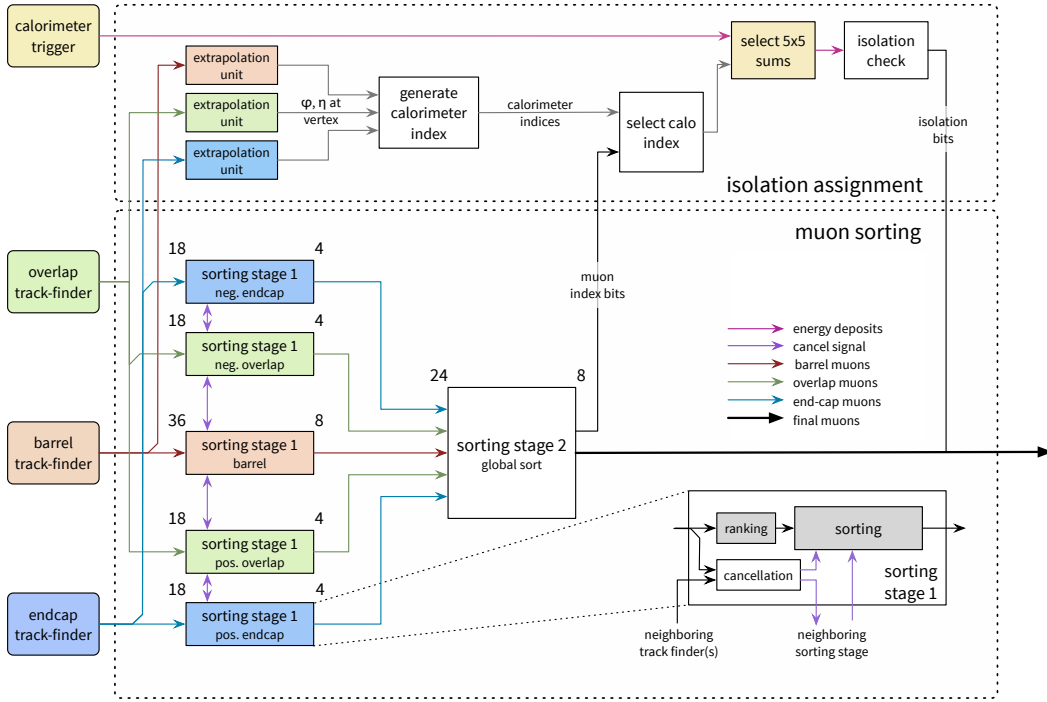 calorimeter
trigger
extrapolation
unit
extrapolation
unit
extrapolation
unit
φ, η at
vertex
generate
calorimeter
index
calorimeter
indices
select calo
index
select 5x5
sums
isolation
check
isolation
bits
isolation assignment
muon sorting
overlap
track-finder
barrel
track-finder
endcap
track-finder
18
4
sorting stage 1
neg. endcap
18
4
sorting stage 1
neg. overlap
36
8
sorting stage 1
barrel
18
4
sorting stage 1
pos. overlap
18
4
sorting stage 1
pos. endcap
24
8
sorting stage 2
global sort
muon
index bits
energy deposits
cancel signal
barrel muons
overlap muons
end-cap muons
final muons
ranking
sorting
cancellation
sorting
stage 1
neighboring
track finder(s)
neighboring
sorting stage